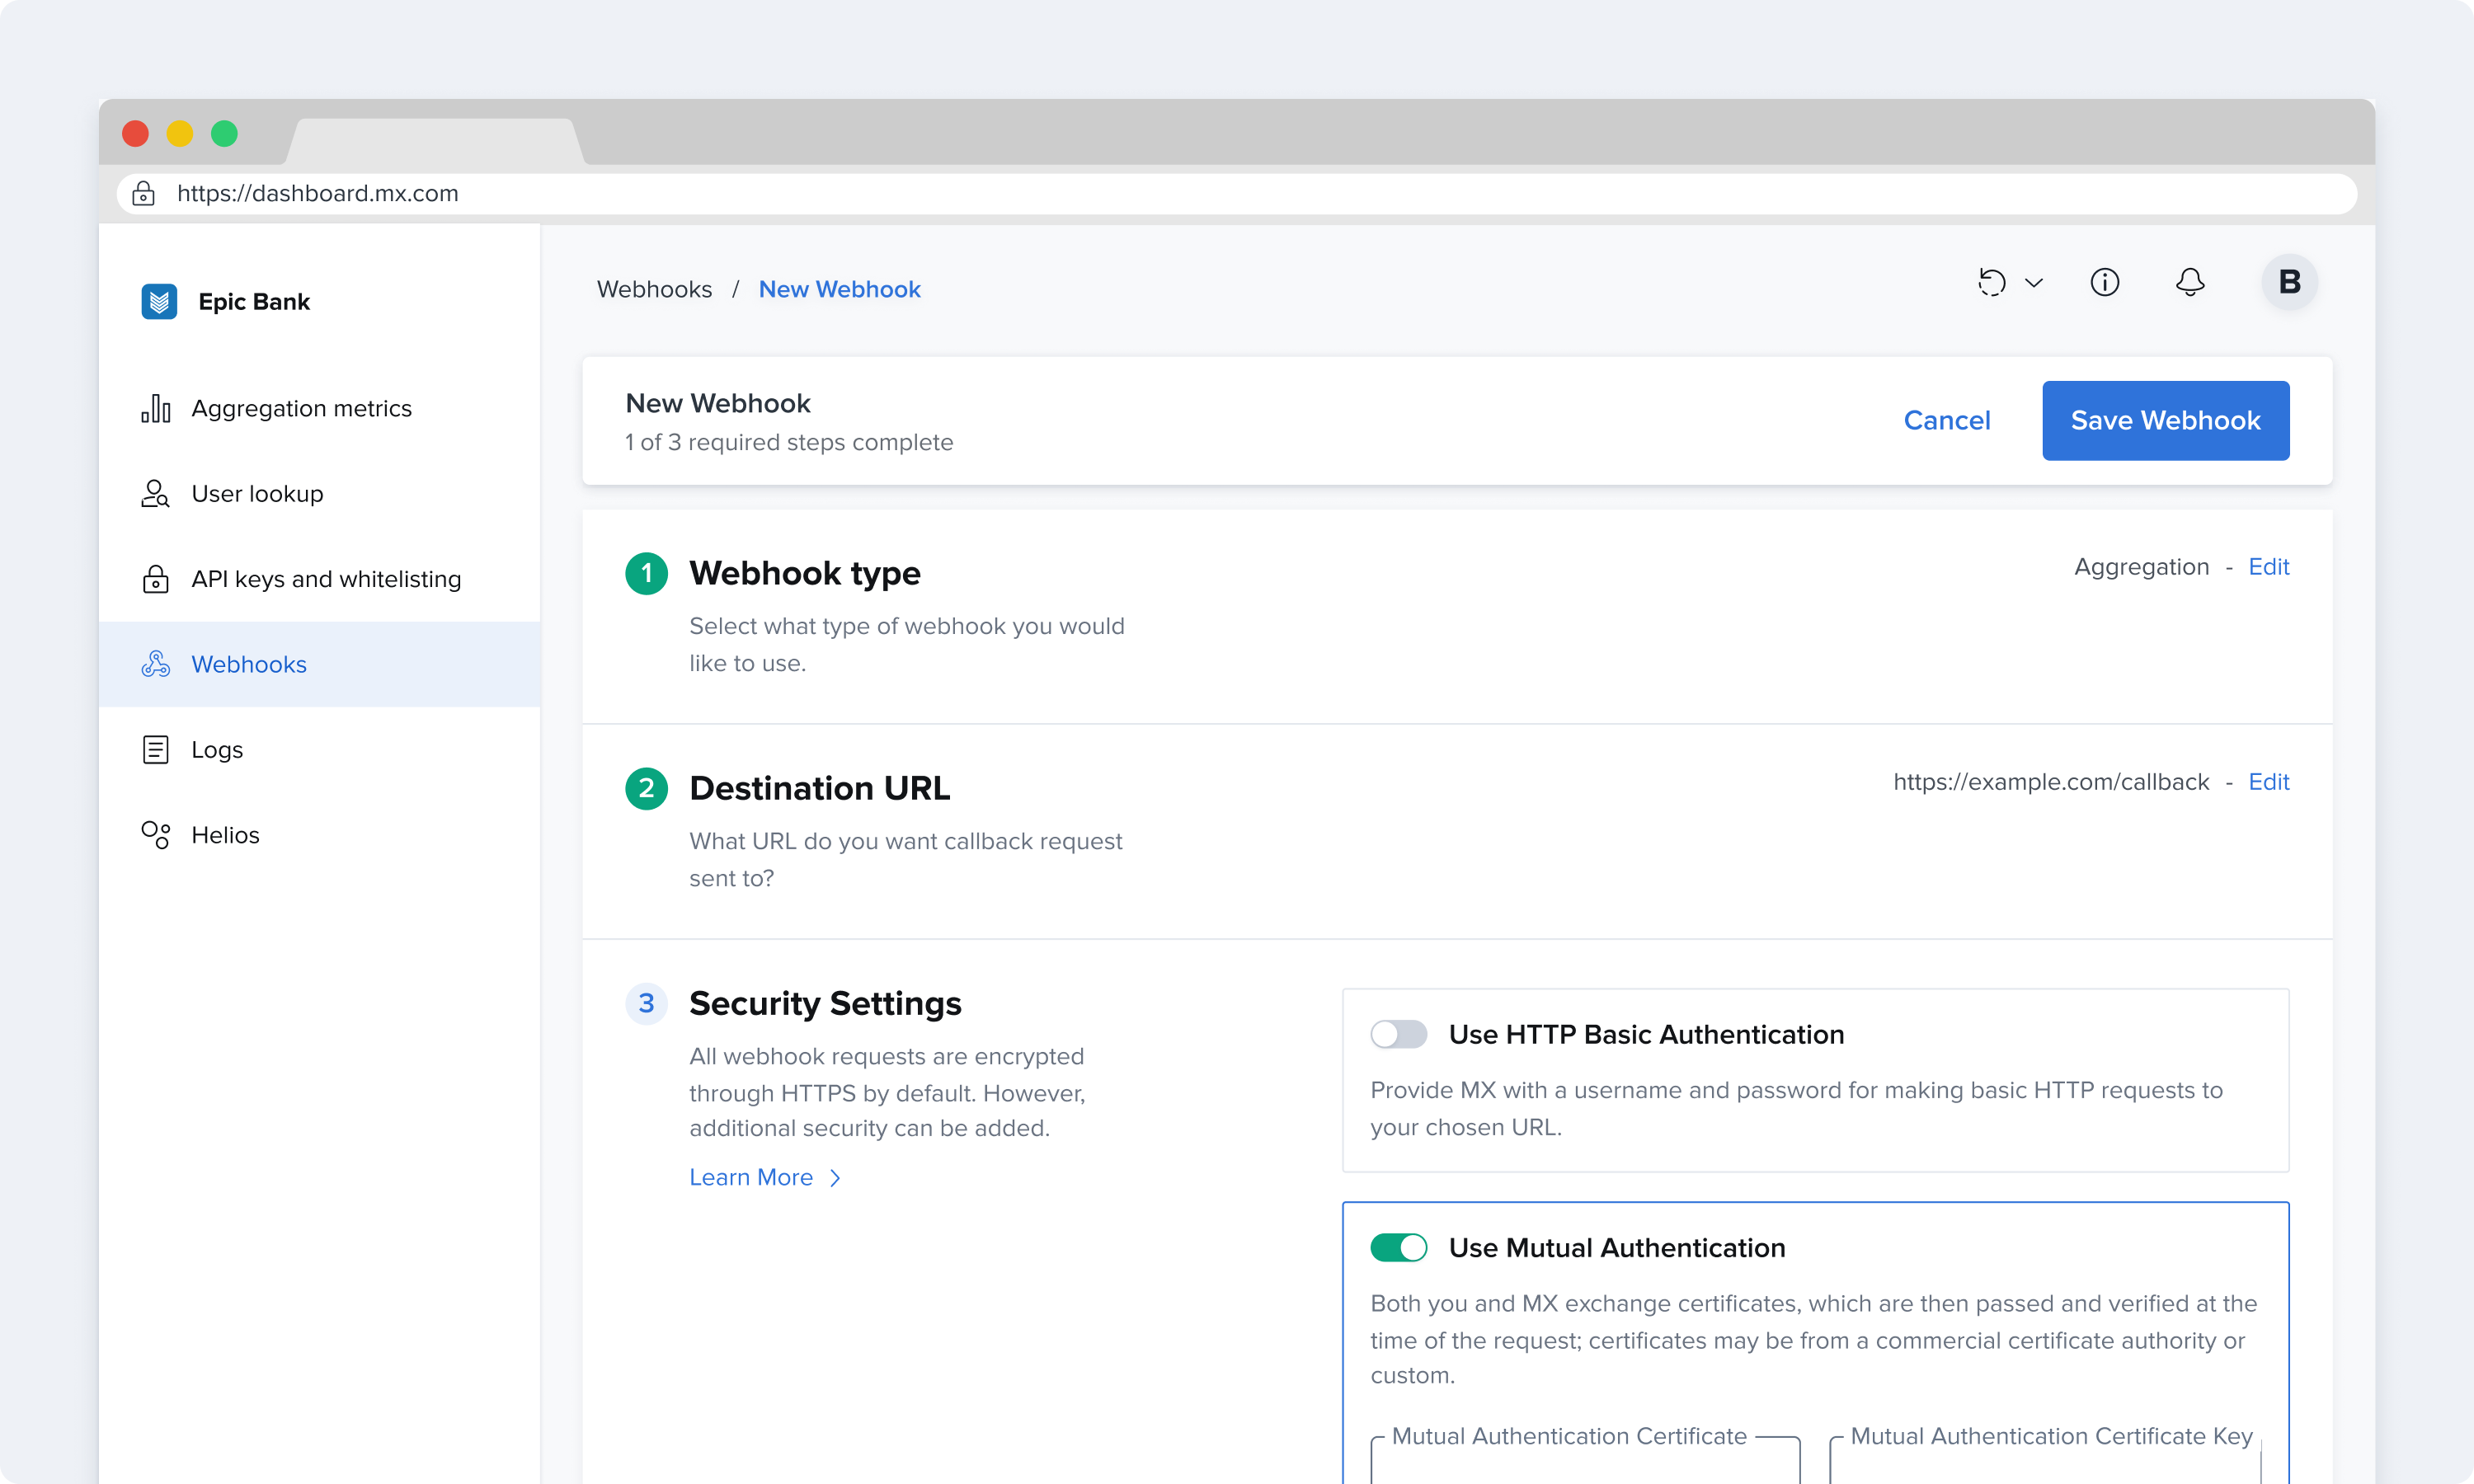 https://dashboard.mx.com
Epic Bank
Aggregation metrics
User lookup
API keys and whitelisting
Webhooks
Logs
Helios
Webhooks / New Webhook
B
New Webhook
1 of 3 required steps complete
Cancel
Save Webhook
1
Webhook type
Select what type of webhook you would
like to use.
Aggregation - Edit
2
Destination URL
What URL do you want callback request
sent to?
https://example.com/callback - Edit
3
Security Settings
All webhook requests are encrypted
through HTTPS by default. However,
additional security can be added.
Learn More
Use HTTP Basic Authentication
Provide MX with a username and password for making basic HTTP requests to
your chosen URL.
Use Mutual Authentication
Both you and MX exchange certificates, which are then passed and verified at the
time of the request; certificates may be from a commercial certificate authority or
custom.
Mutual Authentication Certificate
Mutual Authentication Certificate Key